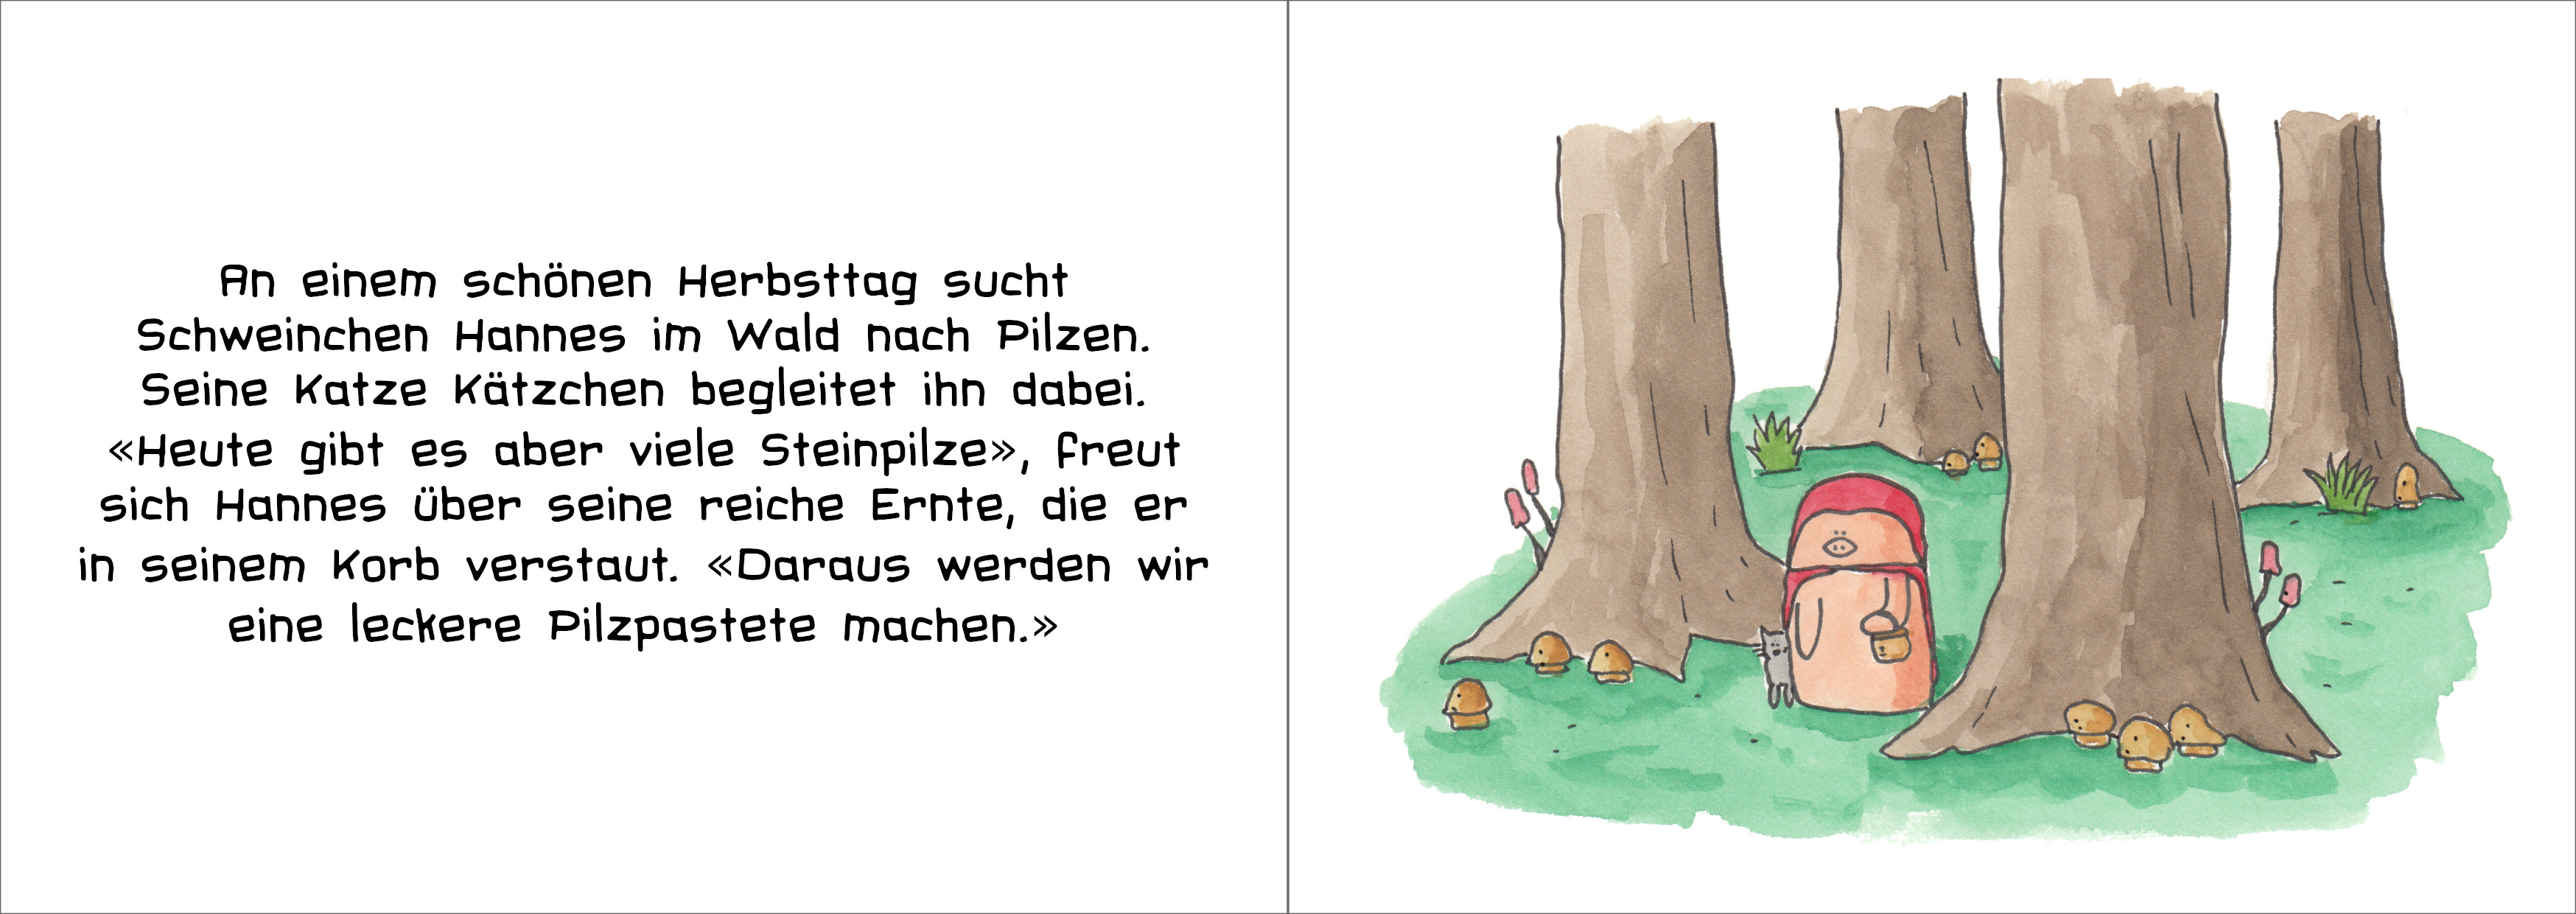 An einem schönen Herbsttag sucht
Schweinchen Hannes im Wald nach Pilzen.
Seine Katze Kätzchen begleitet ihn dabei.
«Heute gibt es aber viele Steinpilze», freut
sich Hannes über seine reiche Ernte, die er
in seinem Korb verstaut. «Daraus werden wir
eine leckere Pilzpastete machen.»